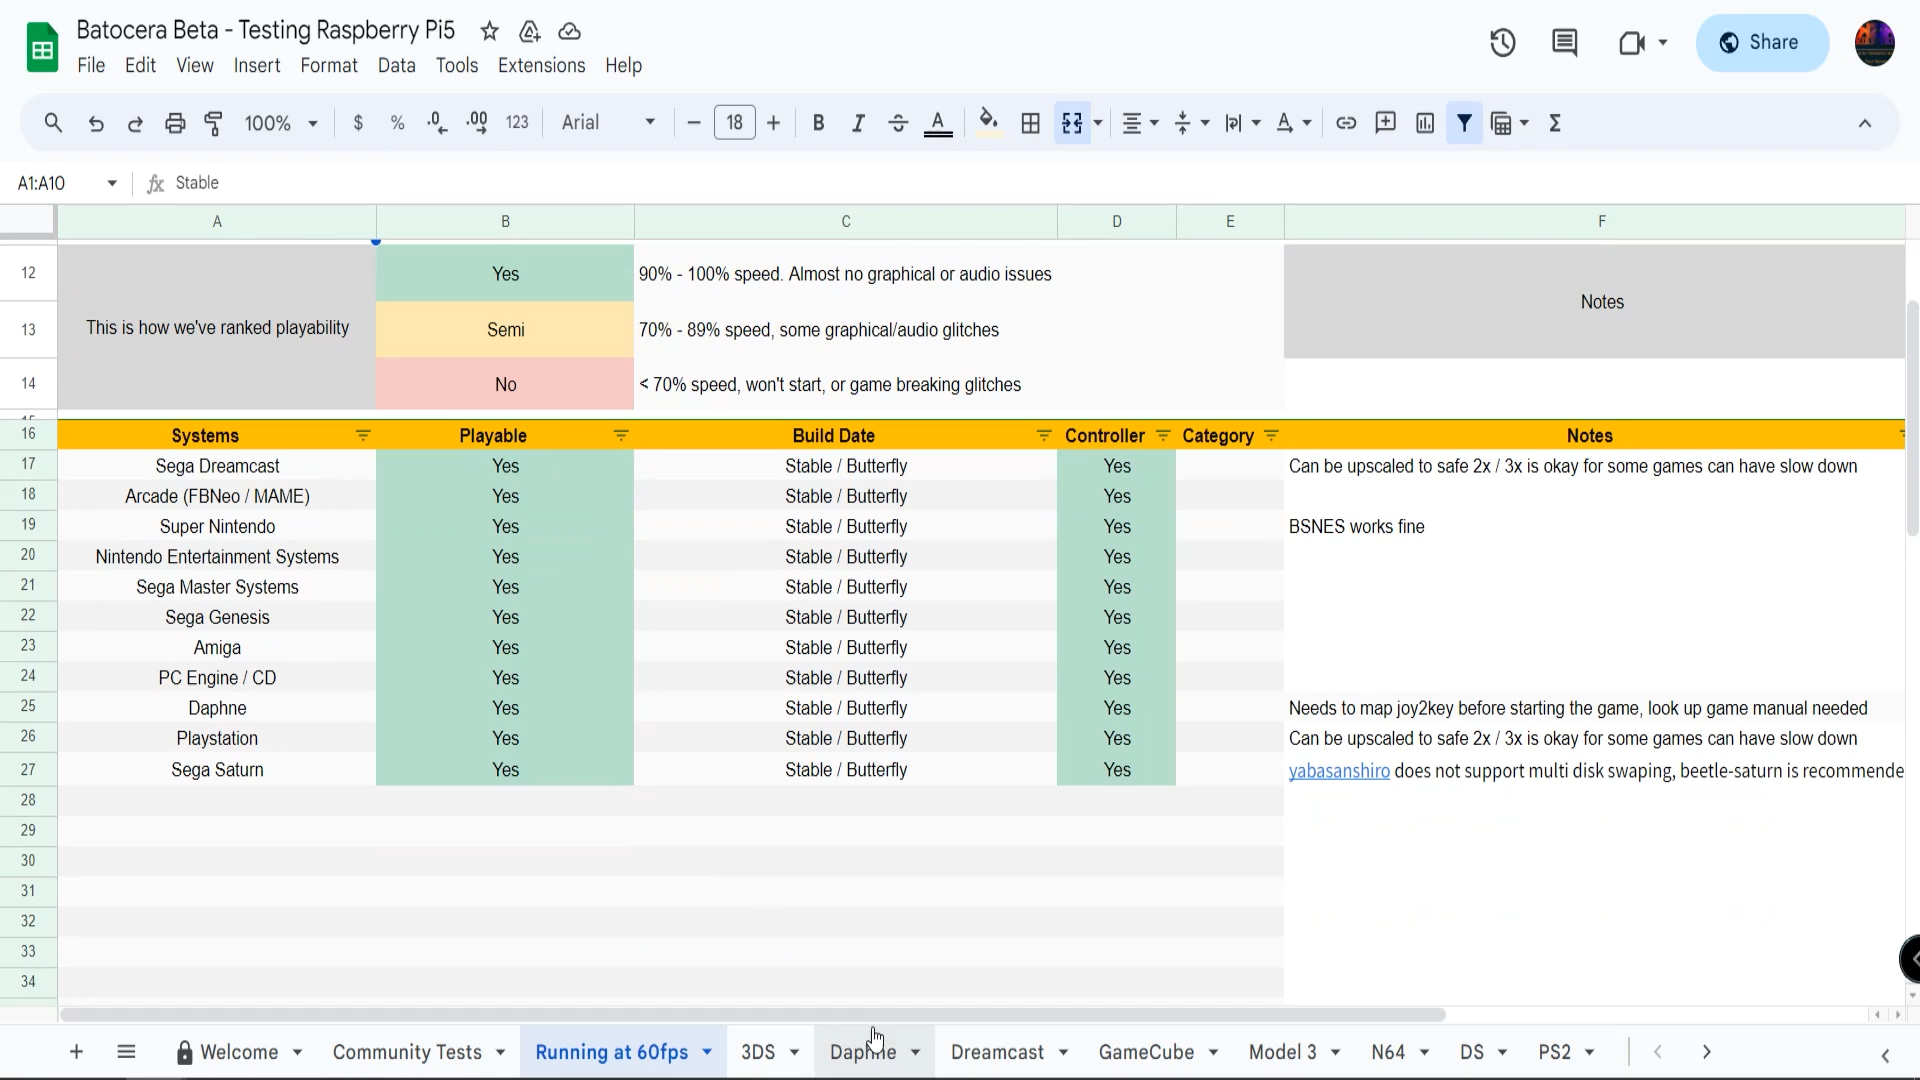 Batocera Beta - Testing Raspberry Pi5
Share
File Edit View Insert Format Data Tools Extensions Help
100% $ % .0 .00 123 Arial 18 B I A Σ
A1:A10 fx Stable
A B C D E F
12 Yes 90% - 100% speed. Almost no graphical or audio issues
Notes
This is how we've ranked playability
13 Semi 70% - 89% speed, some graphical/audio glitches
14 No < 70% speed, won't start, or game breaking glitches
16 Systems Playable Build Date Controller Category Notes
17 Sega Dreamcast Yes Stable / Butterfly Yes Can be upscaled to safe 2x / 3x is okay for some games can have slow down
18 Arcade (FBNeo / MAME) Yes Stable / Butterfly Yes
19 Super Nintendo Yes Stable / Butterfly Yes BSNES works fine
20 Nintendo Entertainment Systems Yes Stable / Butterfly Yes
21 Sega Master Systems Yes Stable / Butterfly Yes
22 Sega Genesis Yes Stable / Butterfly Yes
23 Amiga Yes Stable / Butterfly Yes
24 PC Engine / CD Yes Stable / Butterfly Yes
25 Daphne Yes Stable / Butterfly Yes Needs to map joy2key before starting the game, look up game manual needed
26 Playstation Yes Stable / Butterfly Yes Can be upscaled to safe 2x / 3x is okay for some games can have slow down
27 Sega Saturn Yes Stable / Butterfly Yes yabasanshiro does not support multi disk swaping, beetle-saturn is recommende
28
29
30
31
32
33
34
Welcome Community Tests Running at 60fps 3DS Daphne Dreamcast GameCube Model 3 N64 DS PS2